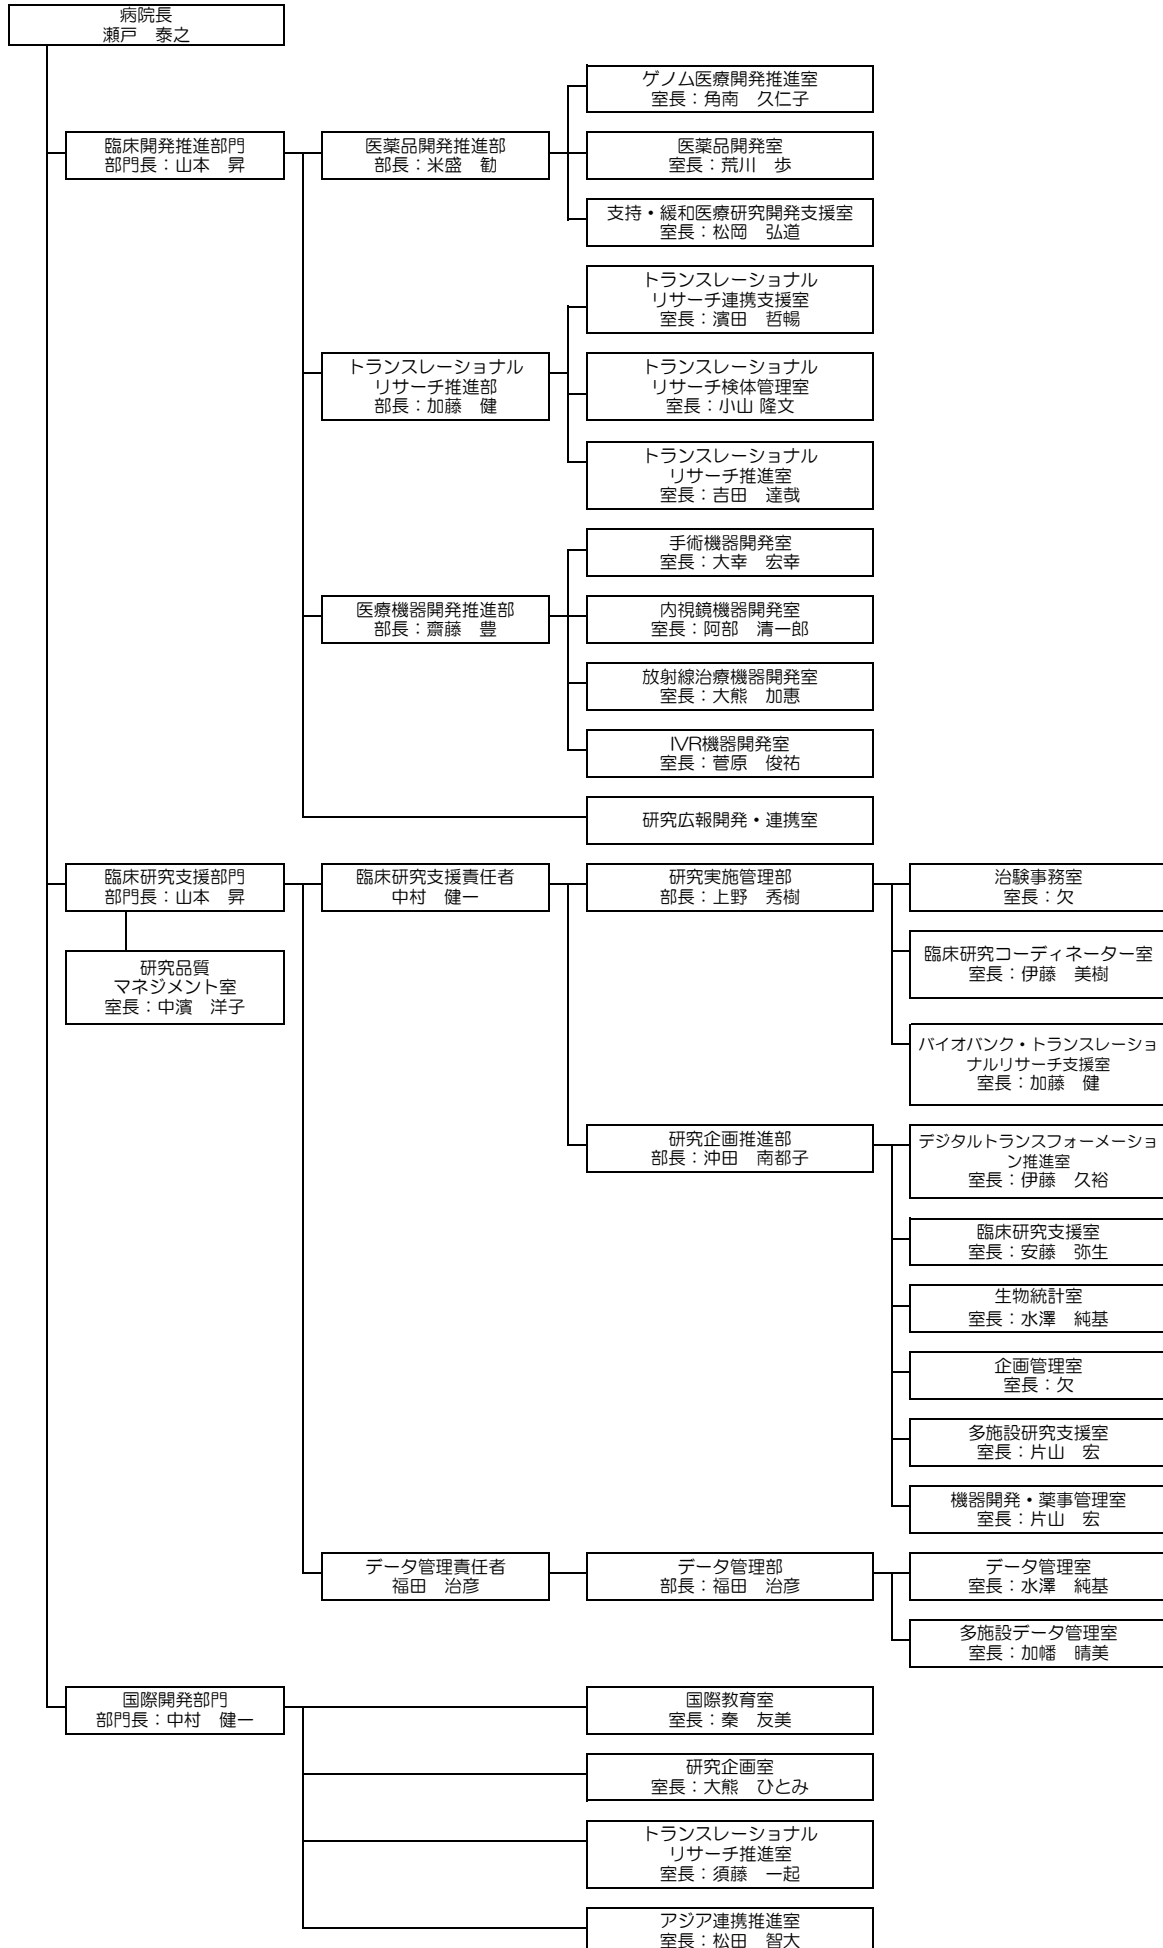 病院長
瀬戸　泰之
臨床開発推進部門
部門長：山本　昇
医薬品開発推進部
部長：米盛　勧
ゲノム医療開発推進室
室長：角南　久仁子
医薬品開発室
室長：荒川　歩
支持・緩和医療研究開発支援室
室長：松岡　弘道
トランスレーショナル
リサーチ推進部
部長：加藤　健
トランスレーショナル
リサーチ連携支援室
室長：濱田　哲暢
トランスレーショナル
リサーチ検体管理室
室長：小山 隆文
トランスレーショナル
リサーチ推進室
室長：吉田　達哉
医療機器開発推進部
部長：齋藤　豊
手術機器開発室
室長：大幸　宏幸
内視鏡機器開発室
室長：阿部　清一郎
放射線治療機器開発室
室長：大熊　加惠
IVR機器開発室
室長：菅原　俊祐
研究広報開発・連携室
臨床研究支援部門
部門長：山本　昇
研究品質
マネジメント室
室長：中濱　洋子
臨床研究支援責任者
中村　健一
研究実施管理部
部長：上野　秀樹
治験事務室
室長：欠
臨床研究コーディネーター室
室長：伊藤　美樹
バイオバンク・トランスレーショ
ナルリサーチ支援室
室長：加藤　健
研究企画推進部
部長：沖田　南都子
デジタルトランスフォーメーショ
ン推進室
室長：伊藤　久裕
臨床研究支援室
室長：安藤　弥生
生物統計室
室長：水澤　純基
企画管理室
室長：欠
多施設研究支援室
室長：片山　宏
機器開発・薬事管理室
室長：片山　宏
データ管理責任者
福田　治彦
データ管理部
部長：福田　治彦
データ管理室
室長：水澤　純基
多施設データ管理室
室長：加幡　晴美
国際開発部門
部門長：中村　健一
国際教育室
室長：秦　友美
研究企画室
室長：大熊　ひとみ
トランスレーショナル
リサーチ推進室
室長：須藤　一起
アジア連携推進室
室長：松田　智大